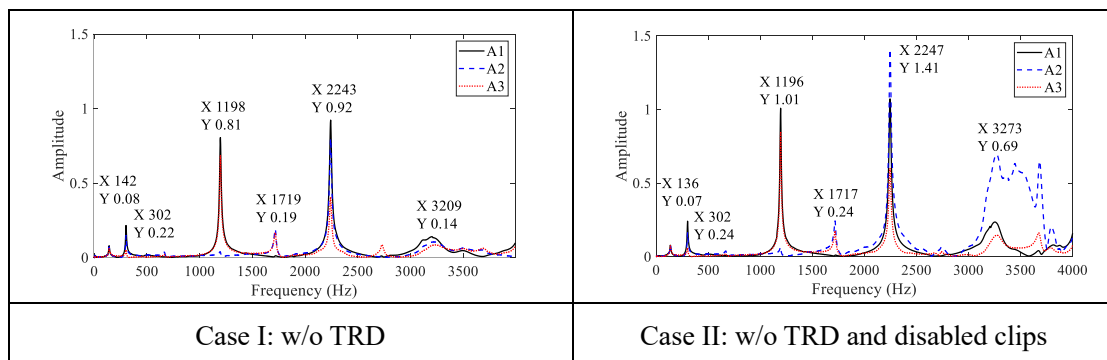 1.5
1
0.5
0
Amplitude
0
500
1000
1500
2000
2500
3000
3500
Frequency (Hz)
A1
A2
A3
X 142
Y 0.08
X 302
Y 0.22
X 1198
Y 0.81
X 1719
Y 0.19
X 2243
Y 0.92
X 3209
Y 0.14
Case I: w/o TRD
1.5
1
0.5
0
Amplitude
0
500
1000
1500
2000
2500
3000
3500
4000
Frequency (Hz)
A1
A2
A3
X 136
Y 0.07
X 302
Y 0.24
X 1196
Y 1.01
X 1717
Y 0.24
X 2247
Y 1.41
X 3273
Y 0.69
Case II: w/o TRD and disabled clips